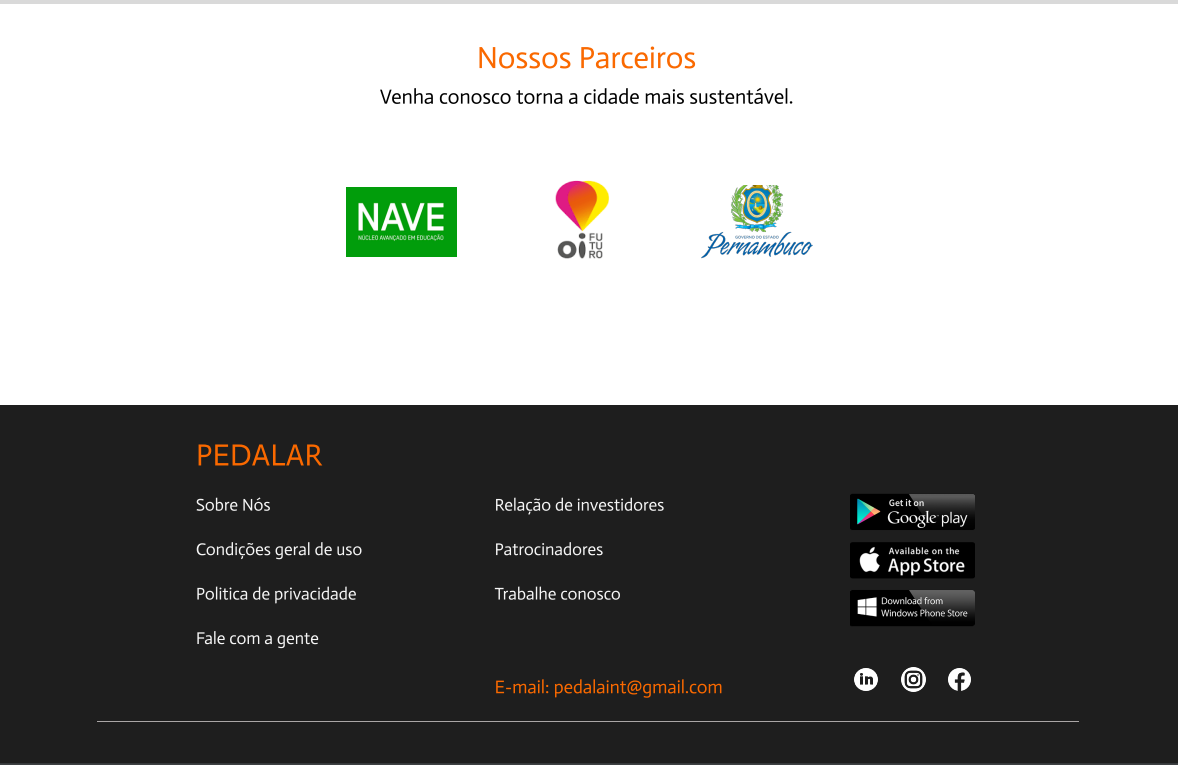 Nossos Parceiros
Venha conosco torna a cidade mais sustentável.
NAVE
NÚCLEO AVANÇADO EM EDUCAÇÃO
oi FU
TU
RO
GOVERNO DO ESTADO
Pernambuco
PEDALAR
Sobre Nós
Condições geral de uso
Politica de privacidade
Fale com a gente
Relação de investidores
Patrocinadores
Trabalhe conosco
E-mail: pedalaint@gmail.com
Get it on
Google play
Available on the
App Store
Download from
Windows Phone Store
in